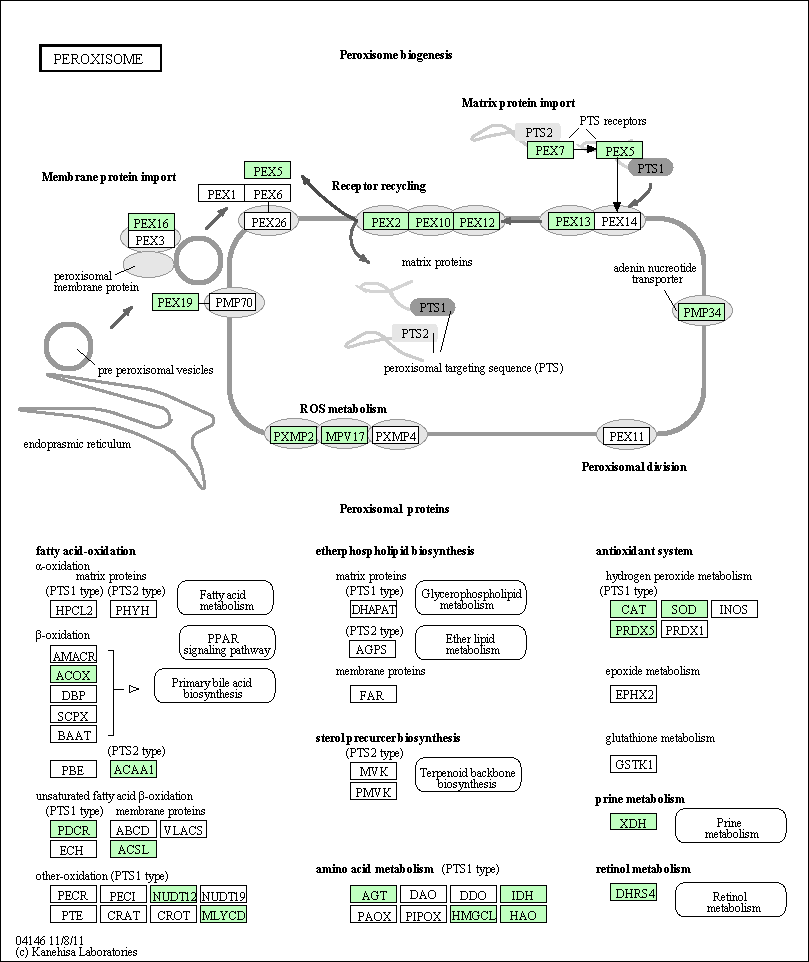 PEROXISOME
Peroxisome biogenesis
Matrix protein import
PTS2
PTS receptors
PEX7
PEX5
PTS1
Membrane protein import
PEX5
Receptor recycling
PEX1
PEX6
PEX16
PEX3
PEX26
PEX2
PEX10
PEX12
PEX13
PEX14
matrix proteins
adenin nucreotide
transporter
peroxisomal
membrane protein
PEX19
PMP70
PTS1
PMP34
PTS2
pre peroxisomal vesicles
peroxisomal targeting sequence (PTS)
ROS metabolism
endoprasmic reticulum
PXMP2
MPV17
PXMP4
PEX11
Peroxisomal division
Peroxisomal proteins
fatty acid-oxidation
α-oxidation
matrix proteins
(PTS1 type)
(PTS2 type)
HPCL2
PHYH
Fatty acid
metabolism
β-oxidation
PPAR
signaling pathway
AMACR
ACOX
DBP
SCPX
BAAT
Primary bile acid
biosynthesis
(PTS2 type)
PBE
ACAA1
unsaturated fatty acid β-oxidation
(PTS1 type)
membrane proteins
PDCR
ABCD
VLACS
ECH
ACSL
other-oxidation (PTS1 type)
PECR
PECI
NUDT12
NUDT19
PTE
CRAT
CROT
MLYCD
etherphospholipid biosynthesis
matrix proteins
(PTS1 type)
DHAPAT
Glycerophospholipid
metabolism
(PTS2 type)
AGPS
Ether lipid
metabolism
membrane proteins
FAR
sterol precurcer biosynthesis
(PTS2 type)
MVK
PMVK
Terpenoid backbone
biosynthesis
amino acid metabolism (PTS1 type)
AGT
DAO
DDO
IDH
PAOX
PIPOX
HMGCL
HAO
antioxidant system
hydrogen peroxide metabolism
(PTS1 type)
CAT
SOD
INOS
PRDX5
PRDX1
epoxide metabolism
EPHX2
glutathione metabolism
GSTK1
prine metabolism
XDH
Prine
metabolism
retinol metabolism
DHRS4
Retinol
metabolism
04146 11/8/11
(c) Kanehisa Laboratories